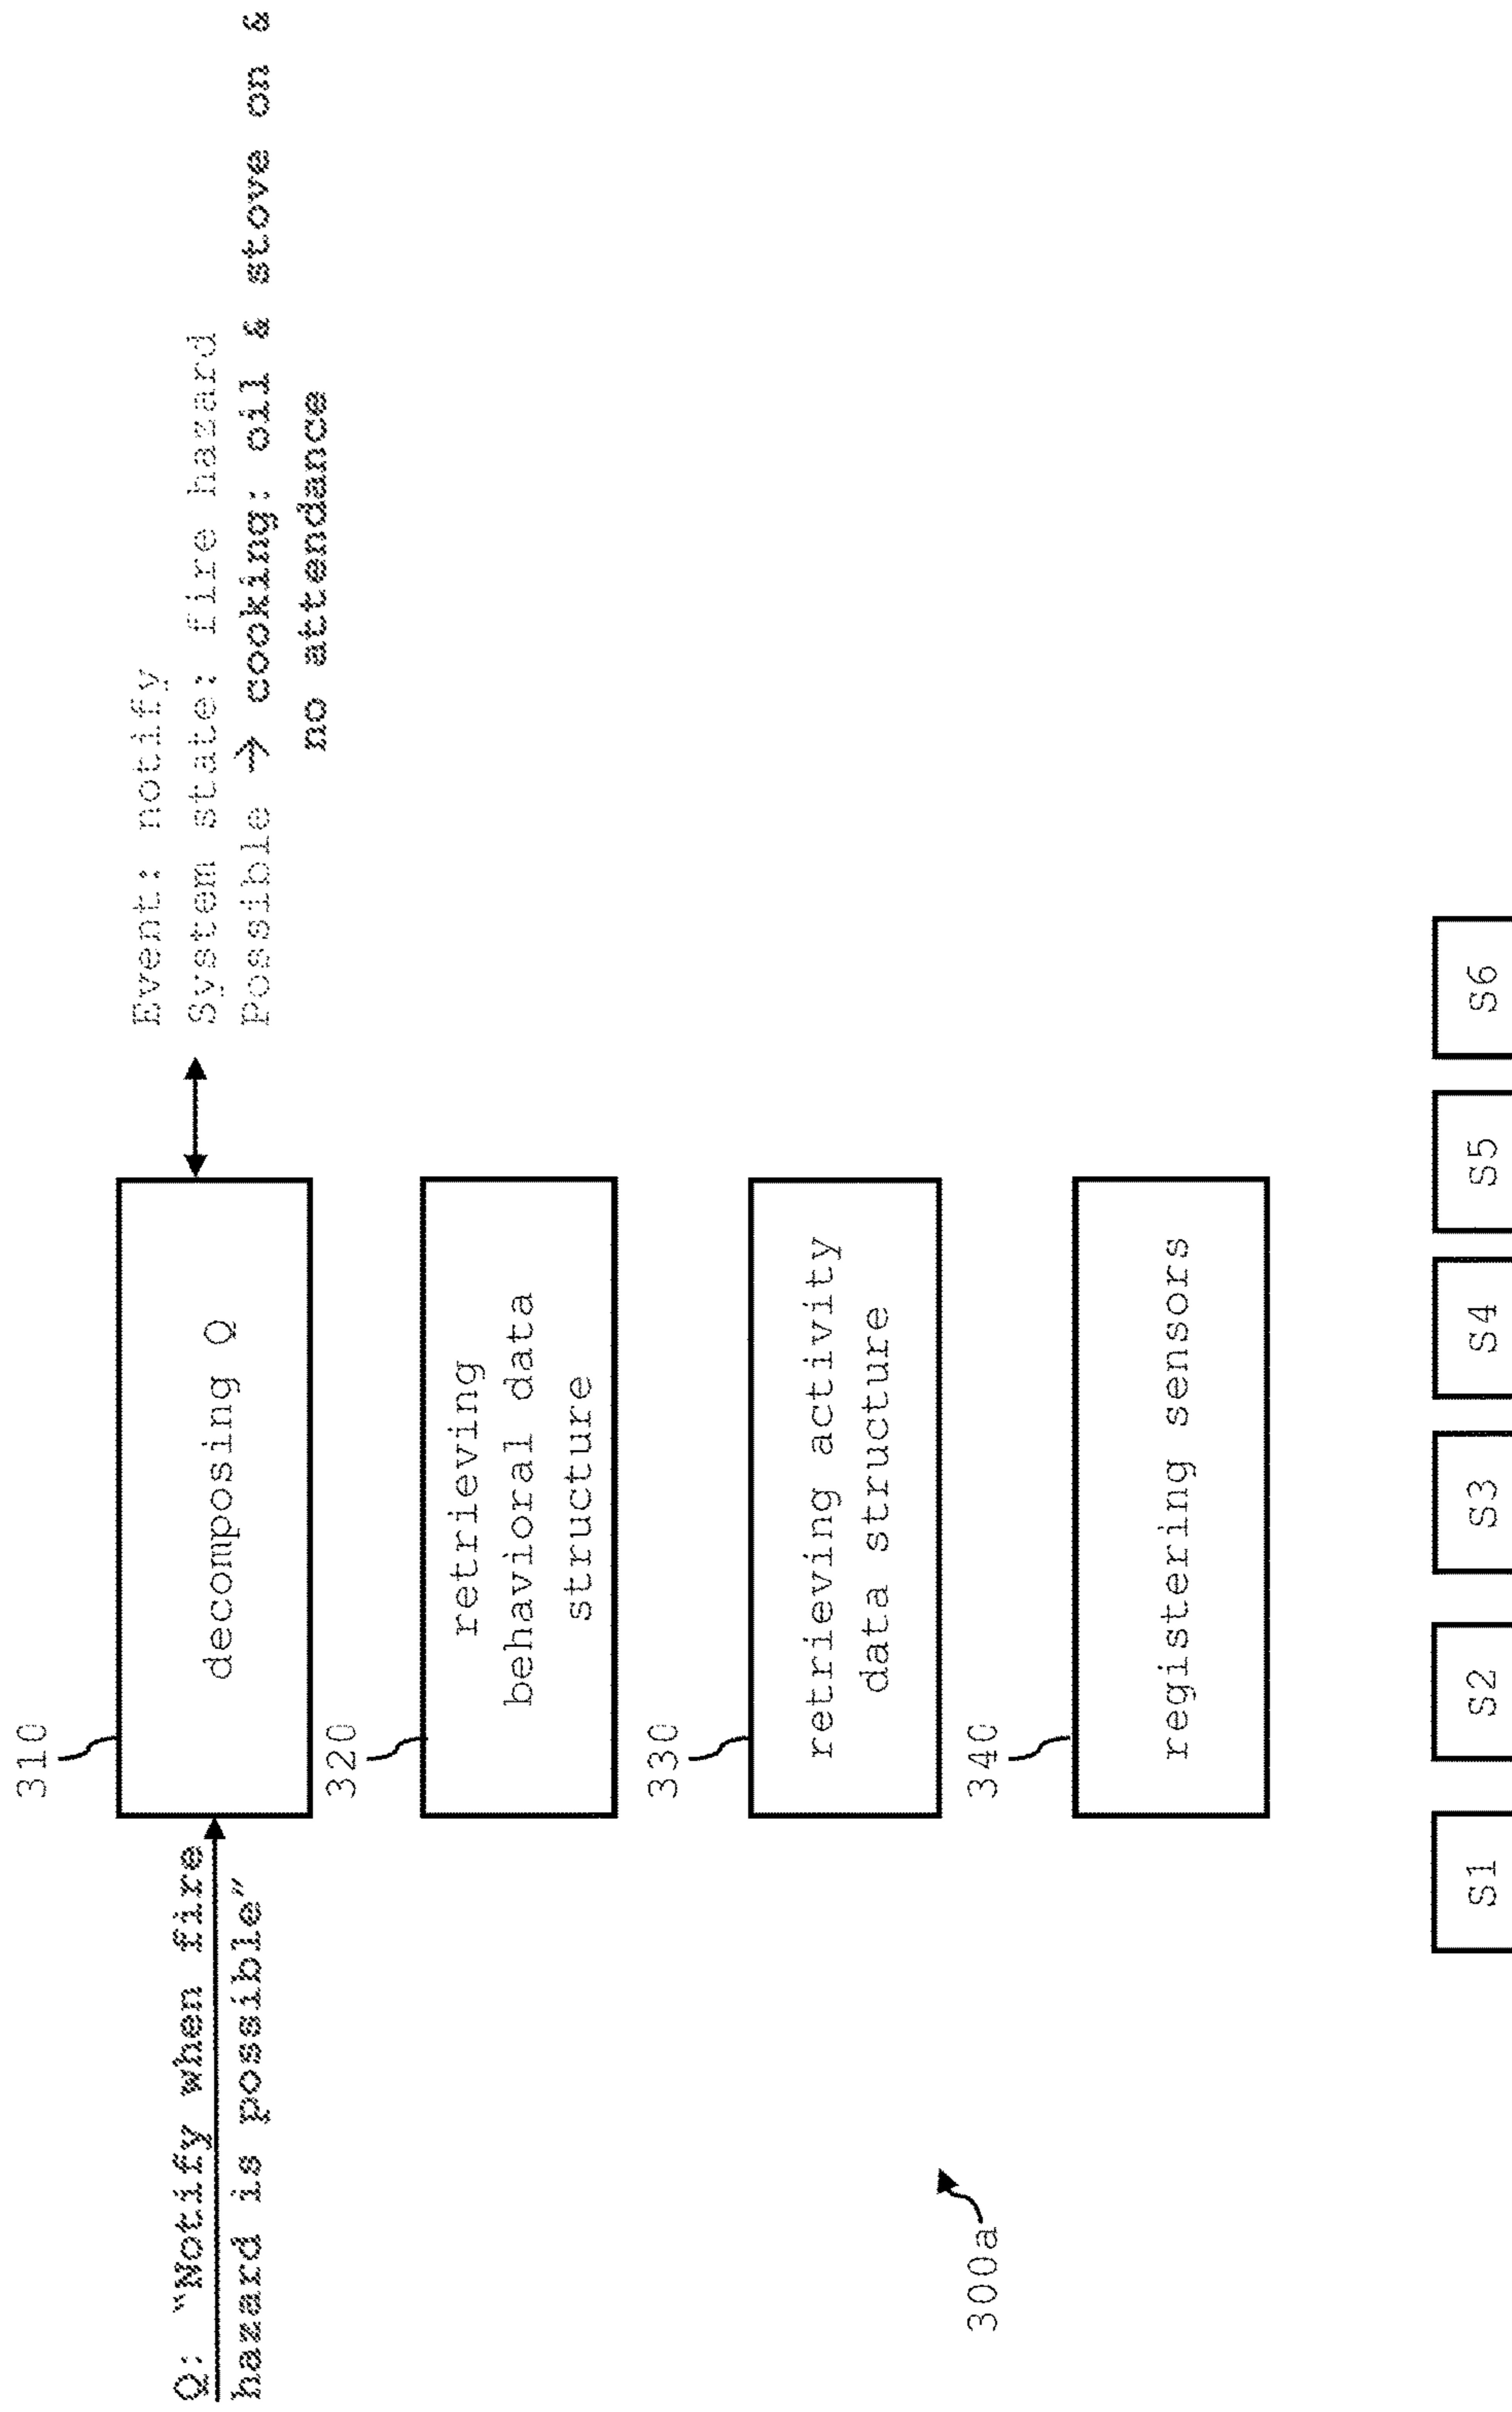 310
Q: “Notify when fire
hazard is possible”
decomposing Q
Event: notify
System state: fire hazard
Possible → cooking: oil & stove on &
no attendance
320
retrieving
behavioral data
structure
330
retrieving activity
data structure
340
registering sensors
300a
S1
S2
S3
S4
S5
S6